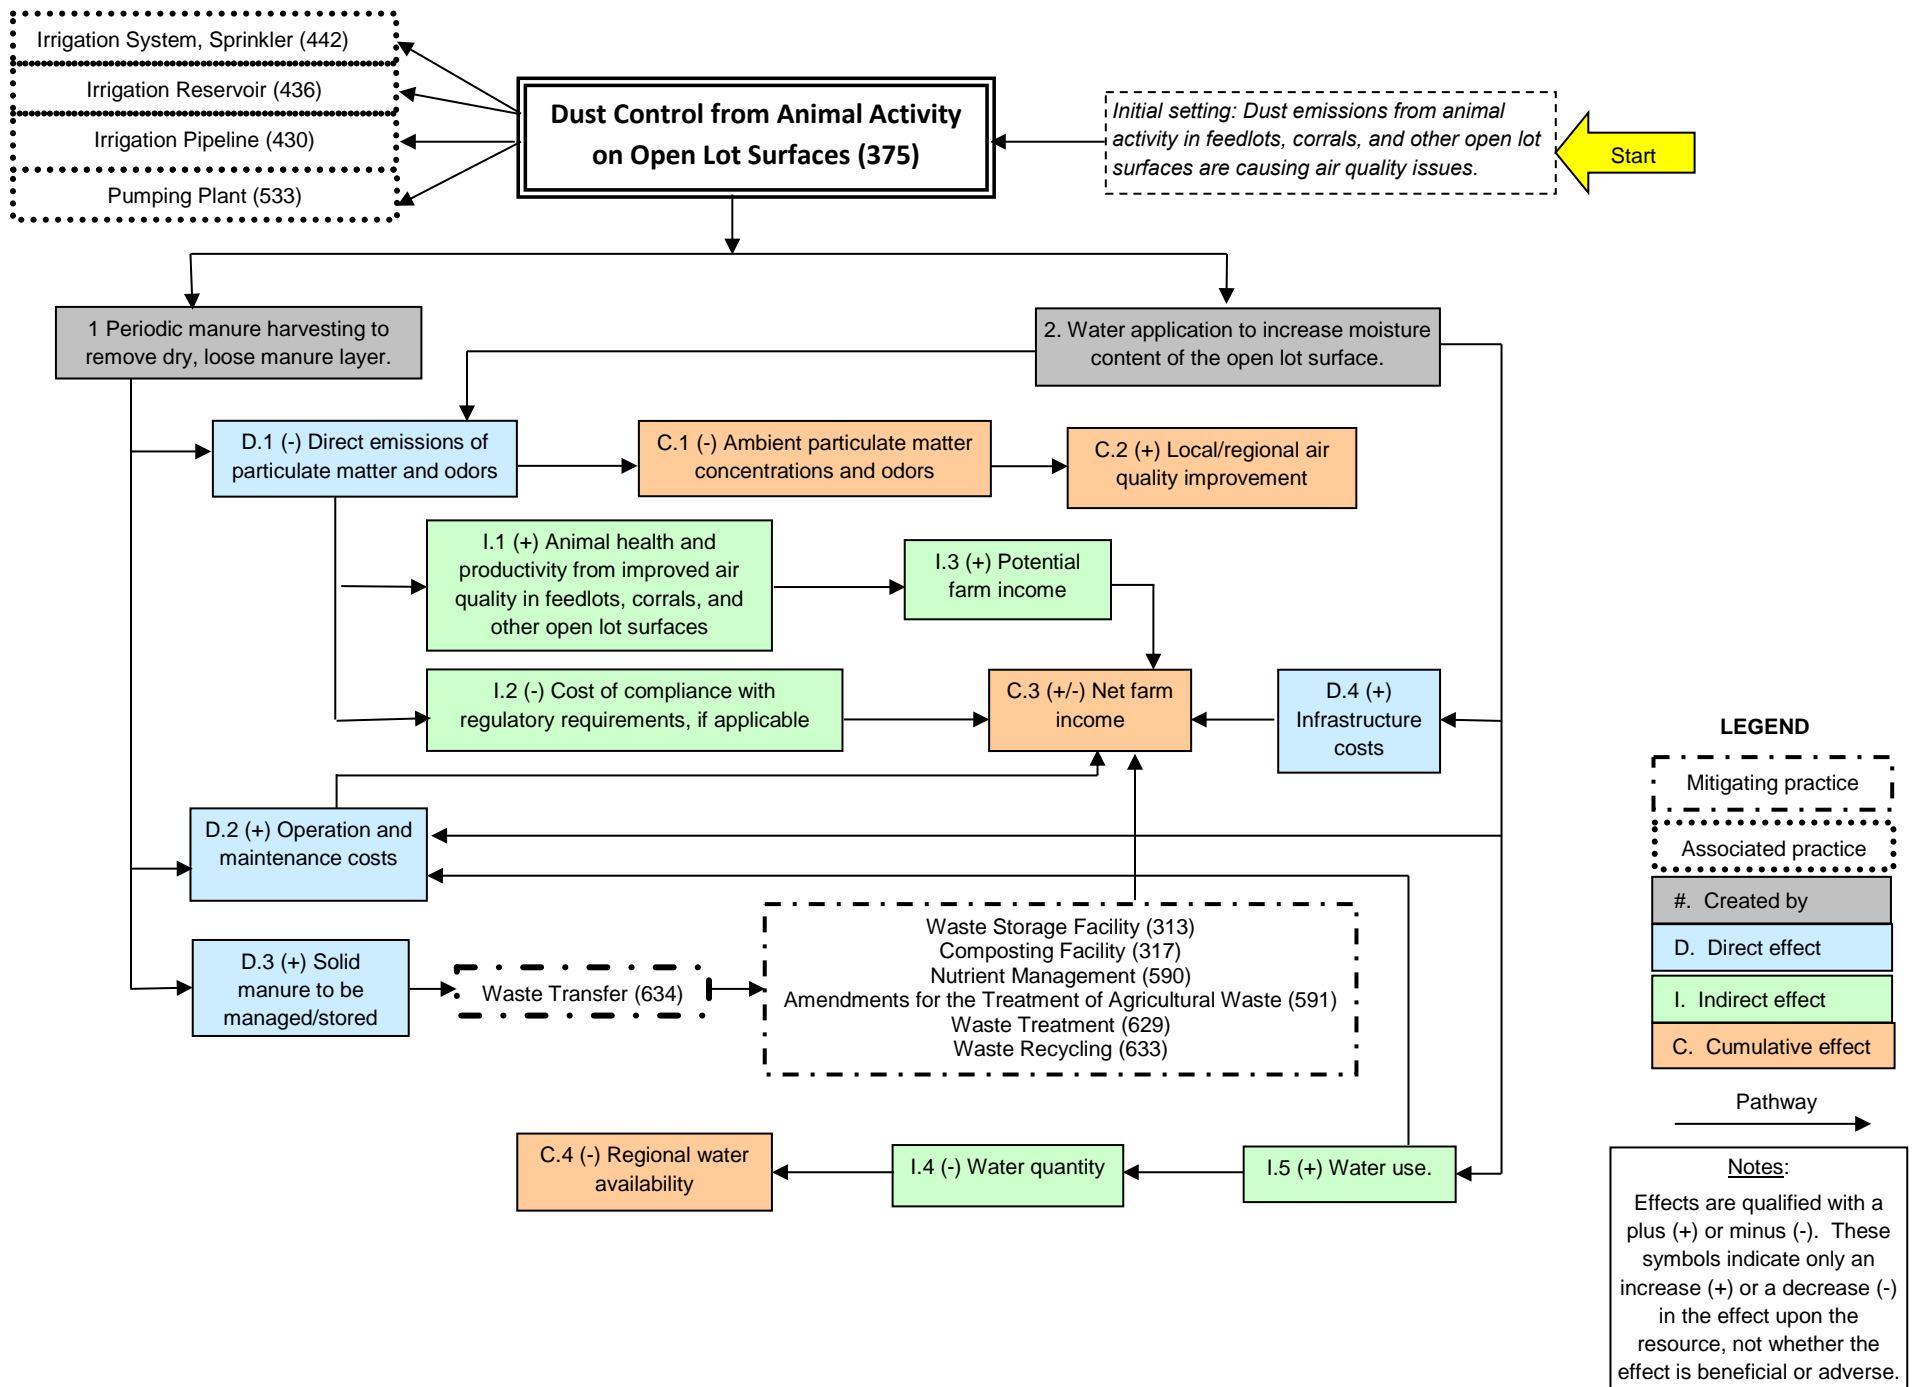 Irrigation System, Sprinkler (442)
Irrigation Reservoir (436)
Irrigation Pipeline (430)
Pumping Plant (533)
Dust Control from Animal Activity
on Open Lot Surfaces (375)
Initial setting: Dust emissions from animal
activity in feedlots, corrals, and other open lot
surfaces are causing air quality issues.
Start
1 Periodic manure harvesting to
remove dry, loose manure layer.
2. Water application to increase moisture
content of the open lot surface.
D.1 (-) Direct emissions of
particulate matter and odors
C.1 (-) Ambient particulate matter
concentrations and odors
C.2 (+) Local/regional air
quality improvement
I.1 (+) Animal health and
productivity from improved air
quality in feedlots, corrals, and
other open lot surfaces
I.3 (+) Potential
farm income
I.2 (-) Cost of compliance with
regulatory requirements, if applicable
C.3 (+/-) Net farm
income
D.4 (+)
Infrastructure
costs
D.2 (+) Operation and
maintenance costs
D.3 (+) Solid
manure to be
managed/stored
Waste Transfer (634)
Waste Storage Facility (313)
Composting Facility (317)
Nutrient Management (590)
Amendments for the Treatment of Agricultural Waste (591)
Waste Treatment (629)
Waste Recycling (633)
C.4 (-) Regional water
availability
I.4 (-) Water quantity
I.5 (+) Water use.
LEGEND
Mitigating practice
Associated practice
#. Created by
D. Direct effect
I. Indirect effect
C. Cumulative effect
Pathway
Notes:
Effects are qualified with a
plus (+) or minus (-). These
symbols indicate only an
increase (+) or a decrease (-)
in the effect upon the
resource, not whether the
effect is beneficial or adverse.